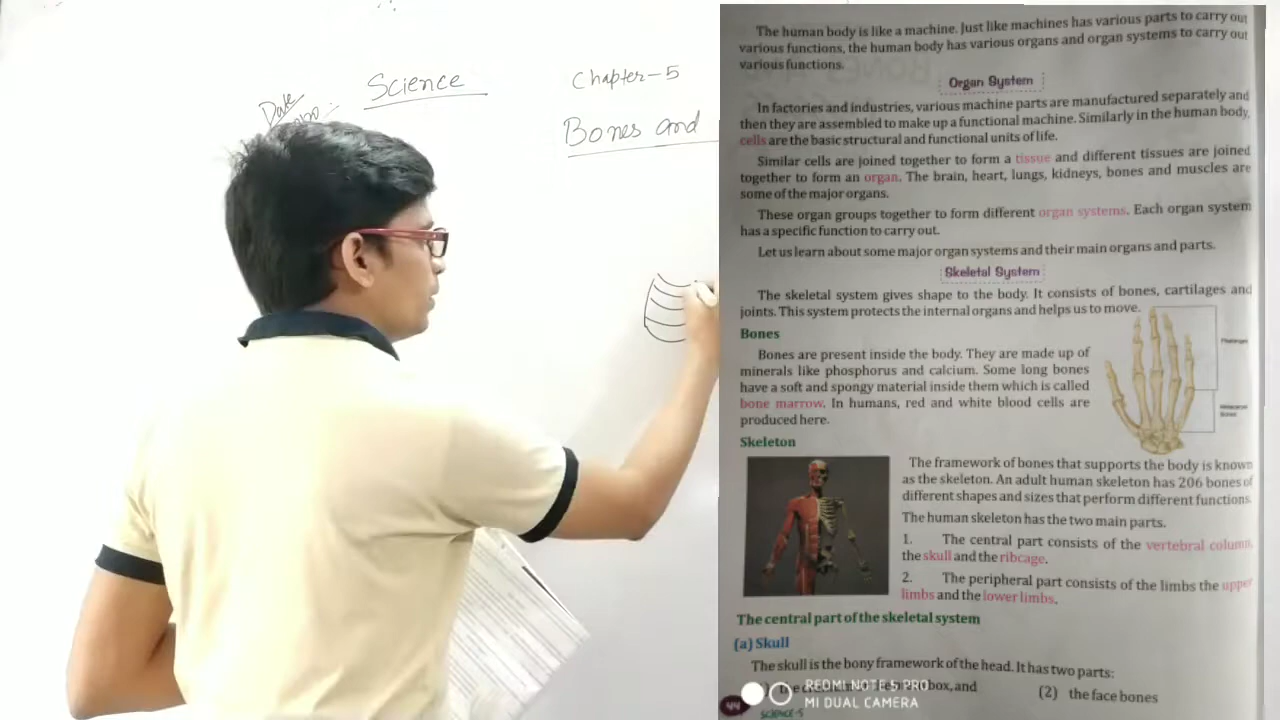 Science
Date
Chapter-5
Bones and
The human body is like a machine. Just like machines has various parts to carry out
various functions, the human body has various organs and organ systems to carry out
various functions.
Organ System
In factories and industries, various machine parts are manufactured separately and
then they are assembled to make up a functional machine. Similarly in the human body,
cells are the basic structural and functional units of life.
Similar cells are joined together to form a tissue and different tissues are joined
together to form an organ. The brain, heart, lungs, kidneys, bones and muscles are
some of the major organs.
These organ groups together to form different organ systems. Each organ system
has a specific function to carry out.
Let us learn about some major organ systems and their main organs and parts.
Skeletal System
The skeletal system gives shape to the body. It consists of bones, cartilages and
joints. This system protects the internal organs and helps us to move.
Bones
Bones are present inside the body. They are made up of
minerals like phosphorus and calcium. Some long bones
have a soft and spongy material inside them which is called
bone marrow. In humans, red and white blood cells are
produced here.
Skeleton
The framework of bones that supports the body is known
as the skeleton. An adult human skeleton has 206 bones of
different shapes and sizes that perform different functions.
The human skeleton has the two main parts.
1. The central part consists of the vertebral column,
the skull and the ribcage.
2. The peripheral part consists of the limbs the upper
limbs and the lower limbs.
The central part of the skeletal system
(a) Skull
The skull is the bony framework of the head. It has two parts:
box, and (2) the face bones
REDMI NOTE 5 PRO
MI DUAL CAMERA
44
SCIENCE-5